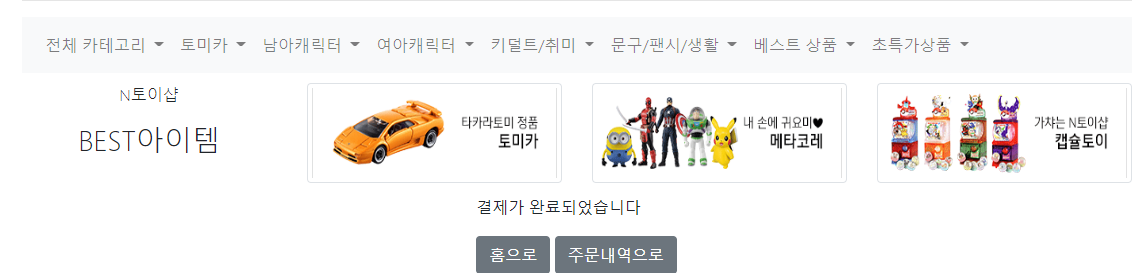 전체 카테고리 토미카 남아캐릭터 여아캐릭터 키덜트/취미 문구/팬시/생활 베스트 상품 초특가상품
N토이샵
BEST아이템
타카라토미 정품
토미카
내 손에 귀요미♥
메타코레
가챠는 N토이샵
캡슐토이
결제가 완료되었습니다
홈으로 주문내역으로